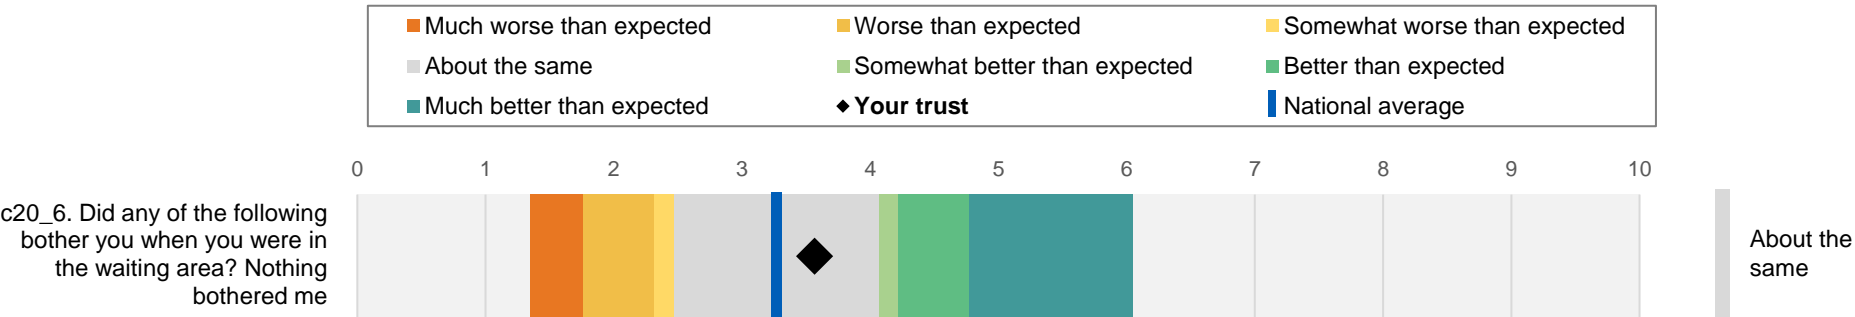 Much worse than expected Worse than expected Somewhat worse than expected
About the same Somewhat better than expected Better than expected
Much better than expected Your trust National average
0 1 2 3 4 5 6 7 8 9 10
c20_6. Did any of the following
bother you when you were in
the waiting area? Nothing
bothered me
About the
same